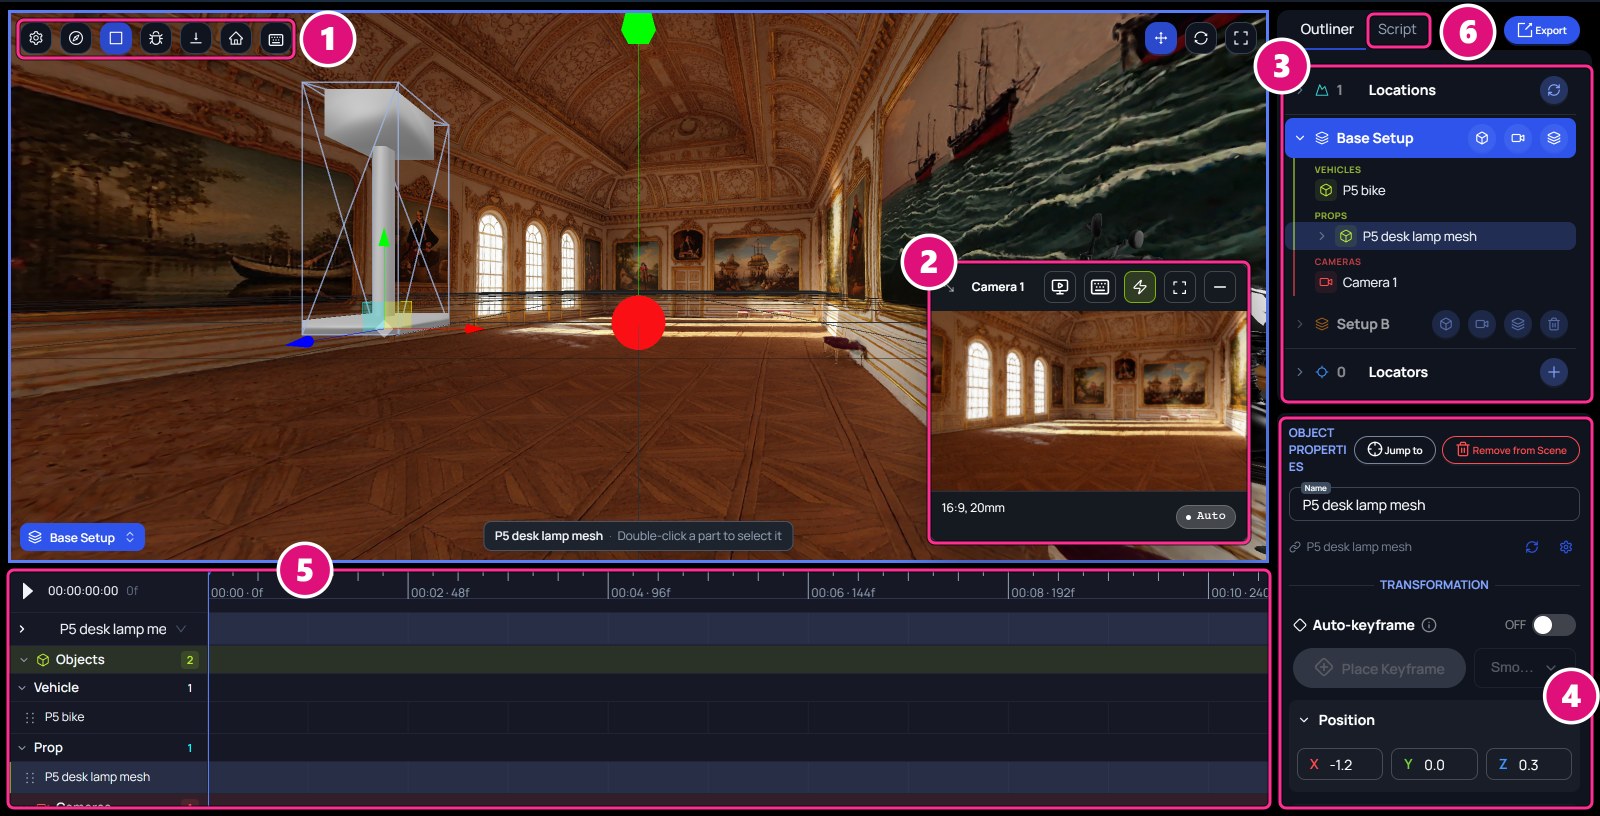 1
Outliner
Script
6
Export
3
1 Locations
Base Setup
VEHICLES
P5 bike
PROPS
P5 desk lamp mesh
CAMERAS
Camera 1
Setup B
0 Locators
2
Camera 1
16:9, 20mm
Auto
Base Setup
P5 desk lamp mesh · Double-click a part to select it
OBJECT
PROPERTI
ES
Jump to
Remove from Scene
Name
P5 desk lamp mesh
P5 desk lamp mesh
TRANSFORMATION
Auto-keyframe
OFF
Place Keyframe
Smo...
4
Position
X -1.2
Y 0.0
Z 0.3
5
00:00:00:00 0f
00:00 · 0f
00:02 · 48f
00:04 · 96f
00:06 · 144f
00:08 · 192f
00:10 · 240
P5 desk lamp me
Objects 2
Vehicle 1
P5 bike
Prop 1
P5 desk lamp mesh
Cameras